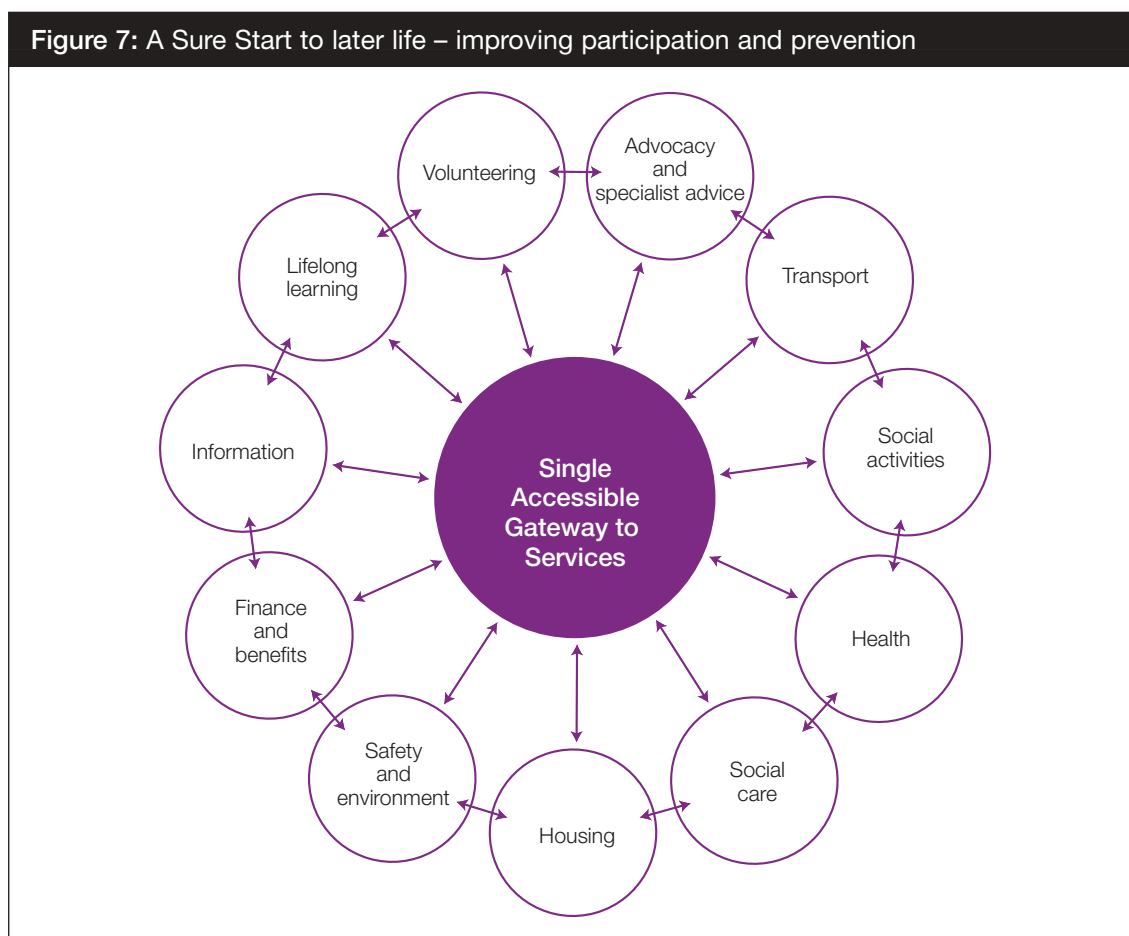 Figure 7: A Sure Start to later life – improving participation and prevention
Volunteering
Advocacy
and
specialist advice
Transport
Social
activities
Health
Social
care
Housing
Safety
and
environment
Finance
and
benefits
Information
Lifelong
learning
Single
Accessible
Gateway to
Services